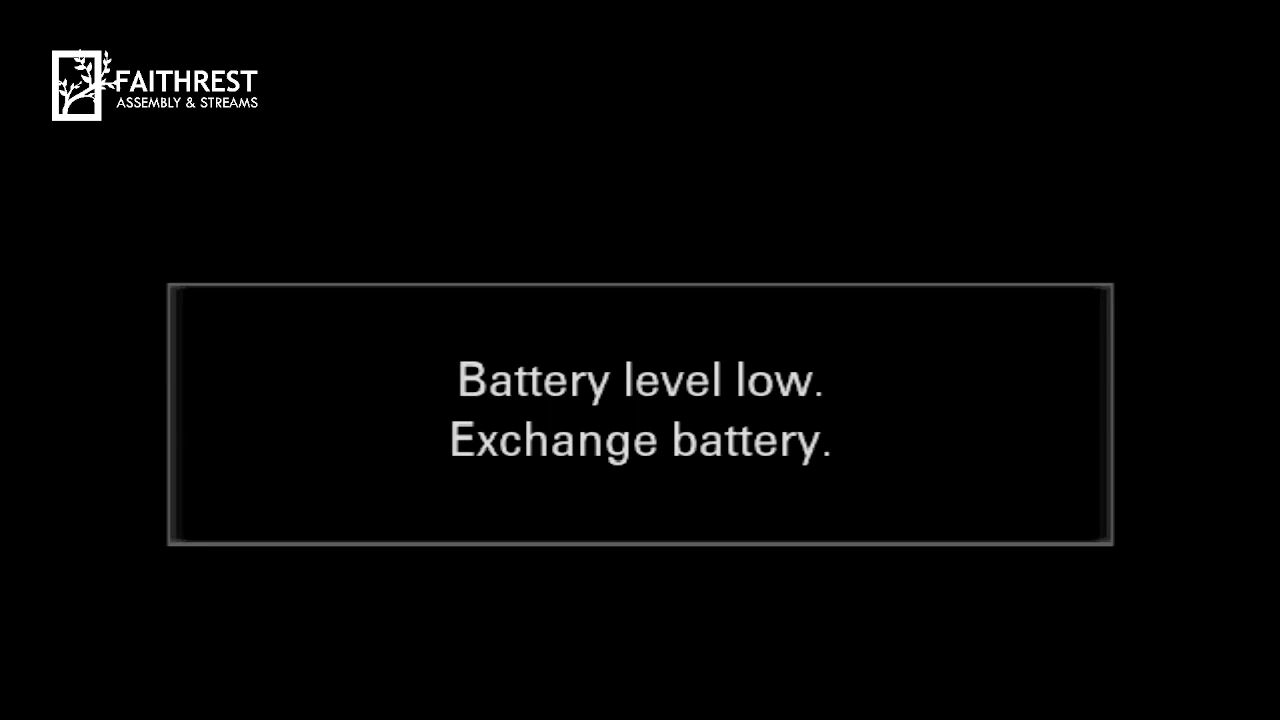 FAITHREST
ASSEMBLY & STREAMS
Battery level low.
Exchange battery.